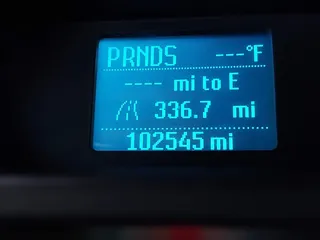 PRNDS ---°F
---- mi to E
336.7 mi
102545 mi